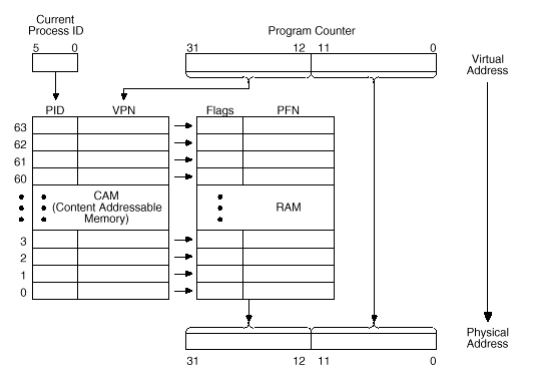 Current
Process ID
Program Counter
5 0
31 12 11 0
Virtual
Address
PID VPN Flags PFN
63
62
61
60
CAM
(Content Addressable
Memory)
RAM
3
2
1
0
Physical
Address
31 12 11 0